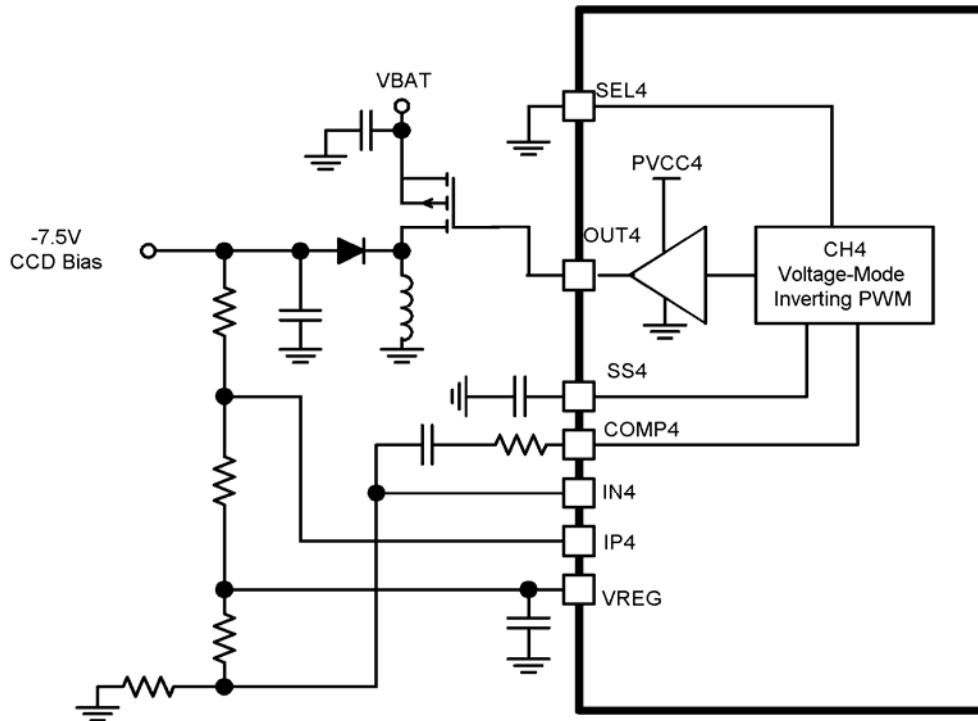 VBAT
SEL4
PVCC4
-7.5V
CCD Bias
OUT4
CH4
Voltage-Mode
Inverting PWM
SS4
COMP4
IN4
IP4
VREG